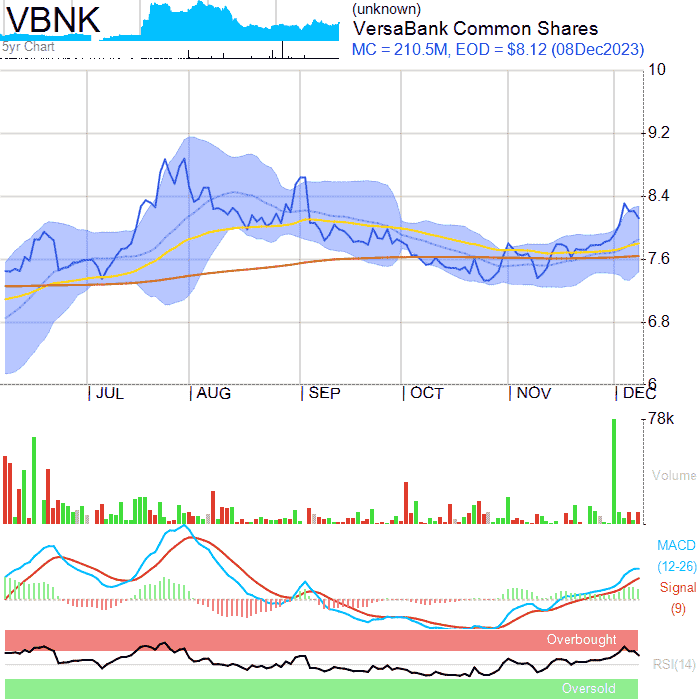 VBNK
5yr Chart
(unknown)
VersaBank Common Shares
MC = 210.5M, EOD = $8.12 (08Dec2023)
10
9.2
8.4
7.6
6.8
6
JUL AUG SEP OCT NOV DEC
78k
Volume
MACD
(12-26)
Signal
(9)
Overbought
RSI(14)
Oversold